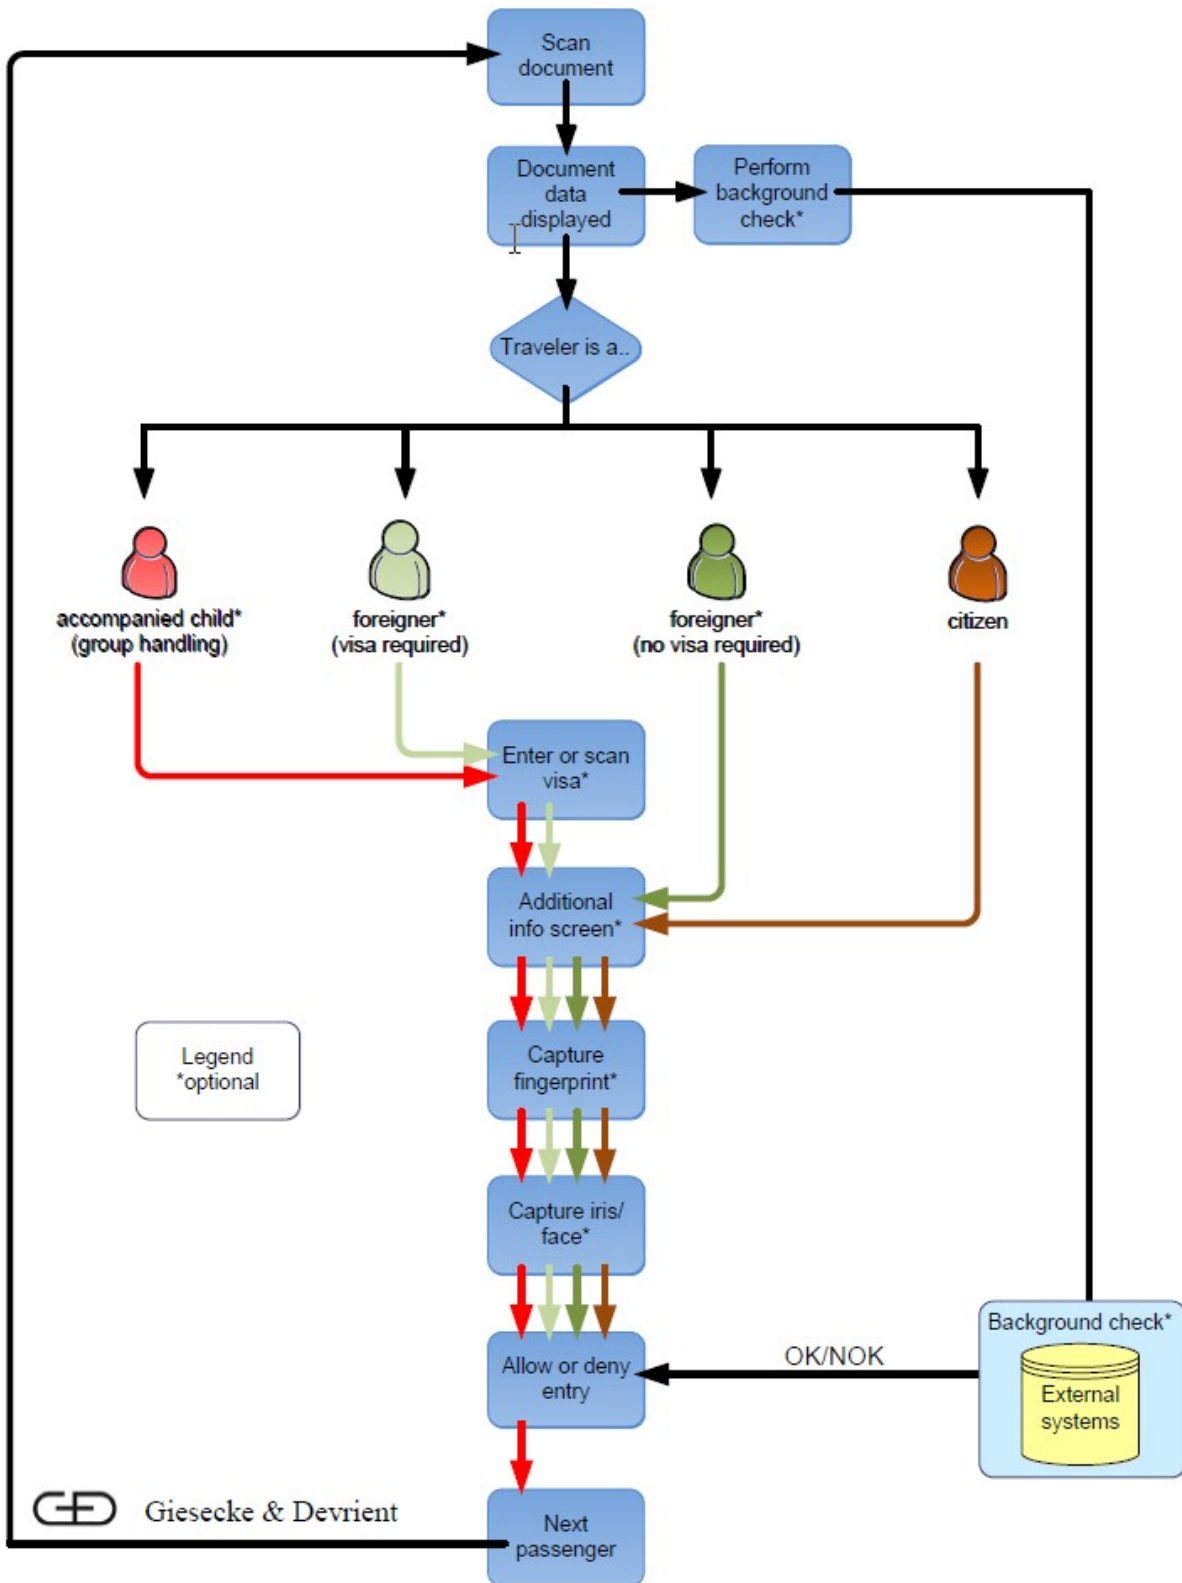 Scan
document
Document
data
displayed
Perform
background
check*
Traveler is a..
accompanied child*
(group handling)
foreigner*
(visa required)
foreigner*
(no visa required)
citizen
Enter or scan
visa*
Additional
info screen*
Legend
*optional
Capture
fingerprint*
Capture iris/
face*
Background check*
External
systems
OK/NOK
Allow or deny
entry
Giesecke & Devrient
Next
passenger